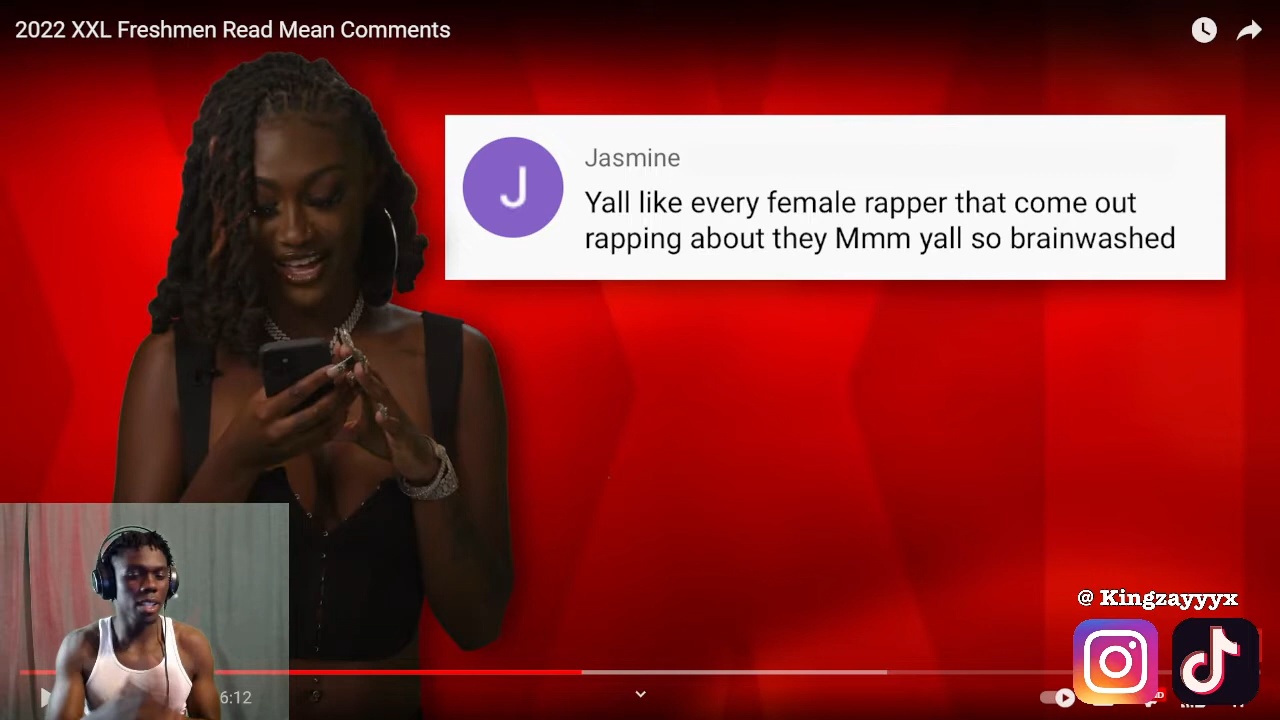 2022 XXL Freshmen Read Mean Comments
J
Jasmine
Yall like every female rapper that come out
rapping about they Mmm yall so brainwashed
@ Kingzayyyx
6:12